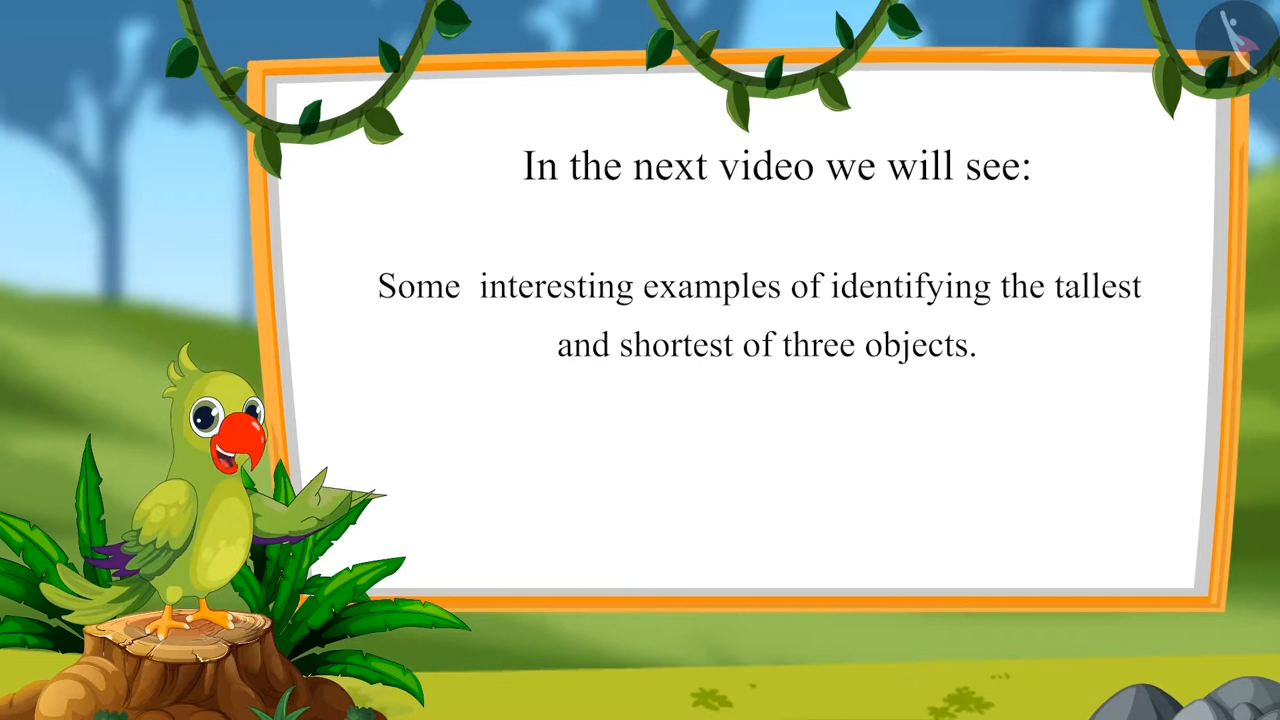 In the next video we will see:
Some  interesting examples of identifying the tallest
and shortest of three objects.